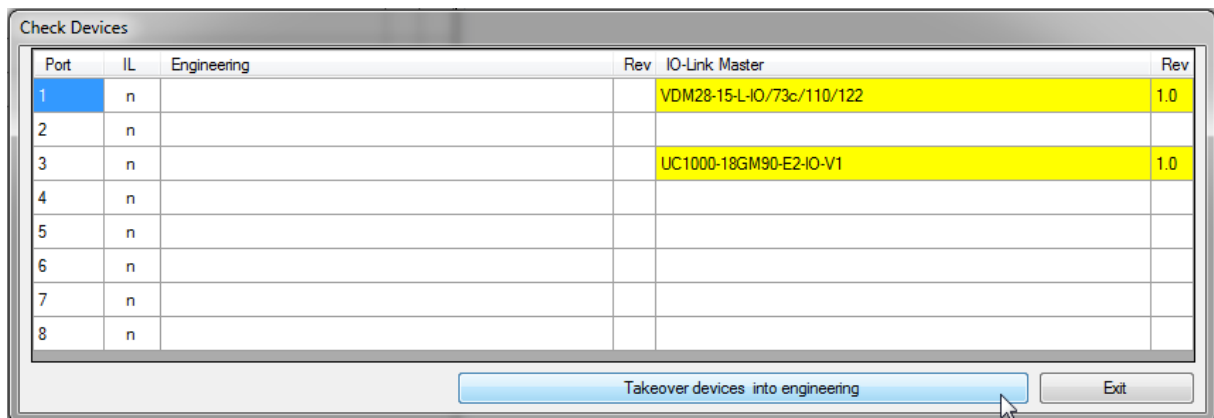 Check Devices
Port IL Engineering Rev IO-Link Master Rev
1 n VDM28-15-L-IO/73c/110/122 1.0
2 n
3 n UC1000-18GM90-E2-IO-V1 1.0
4 n
5 n
6 n
7 n
8 n
Takeover devices into engineering Exit